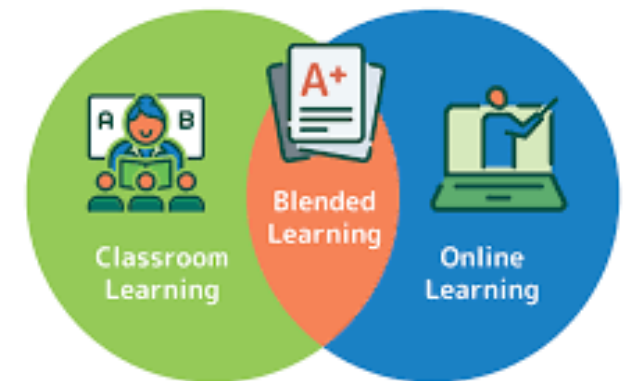 A B
A+
Classroom
Learning
Blended
Learning
Online
Learning